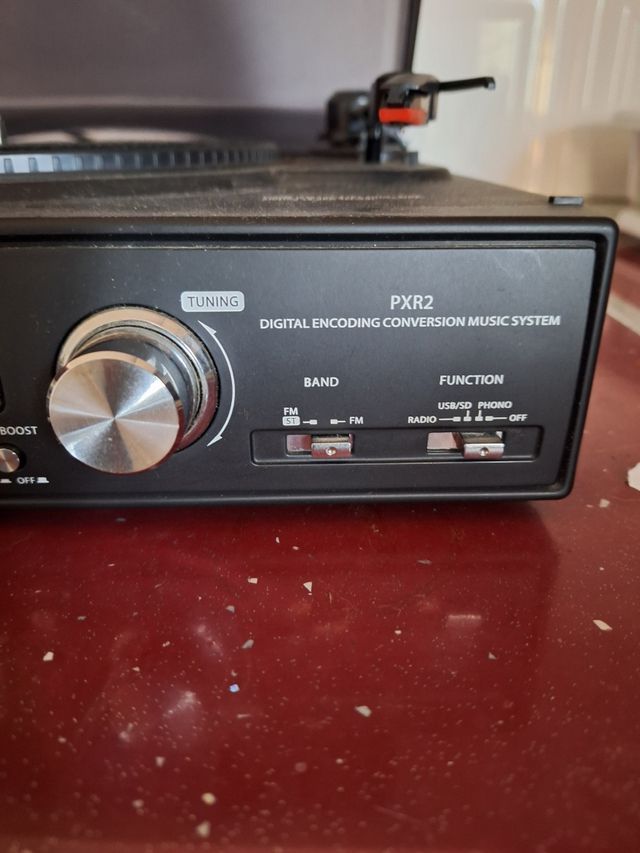 TUNING
PXR2
DIGITAL ENCODING CONVERSION MUSIC SYSTEM
BAND
FUNCTION
FM
ST
FM
USB/SD PHONO
RADIO
OFF
BOOST
OFF